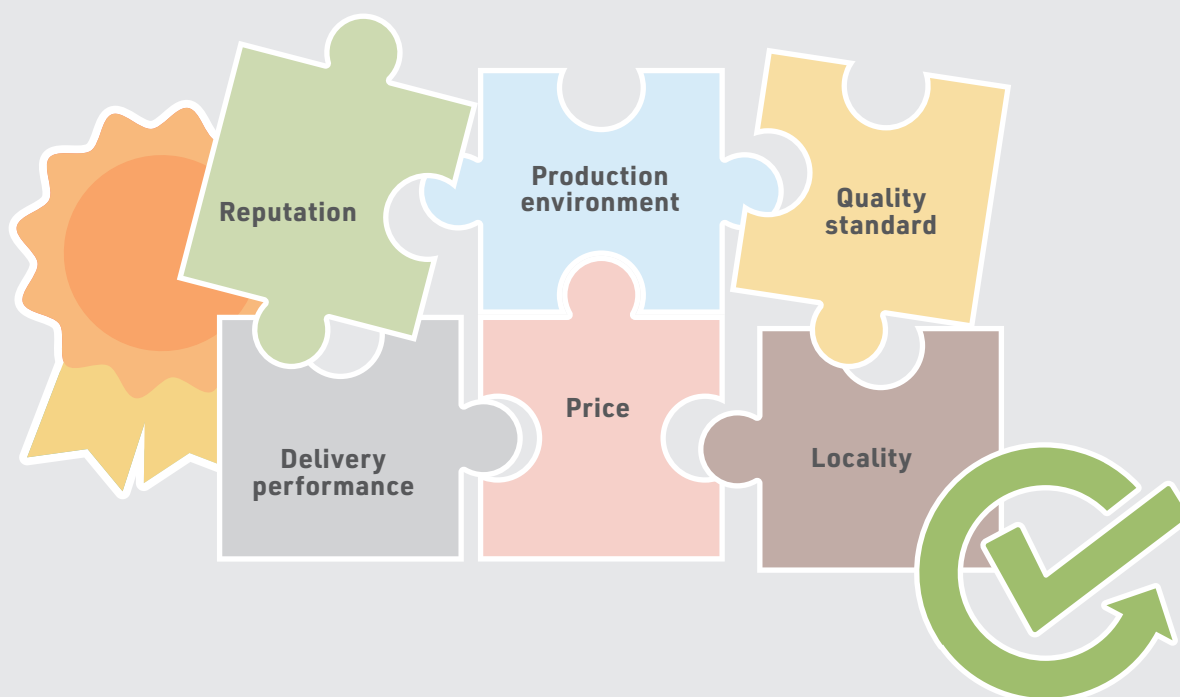 Reputation
Production
environment
Quality
standard
Delivery
performance
Price
Locality